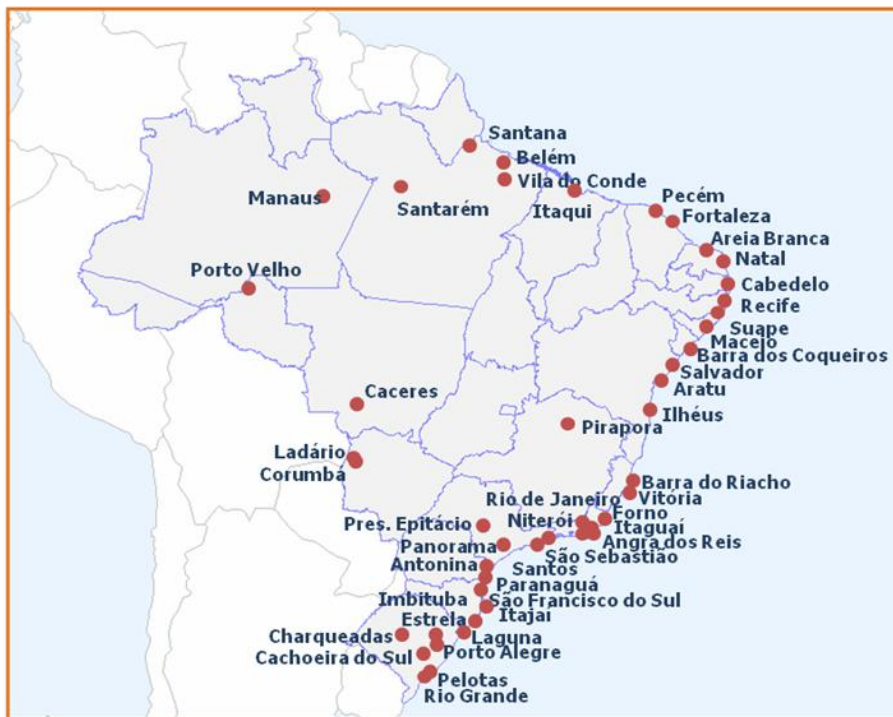 Santana
Belém
Vila do Conde
Manaus
Santarém
Itaqui
Pecém
Fortaleza
Areia Branca
Natal
Porto Velho
Cabedelo
Recife
Suape
Maceió
Barra dos Coqueiros
Salvador
Aratu
Caceres
Ilhéus
Pirapora
Ladário
Corumbá
Barra do Riacho
Vitória
Rio de Janeiro
Forno
Niterói
Itaguaí
Pres. Epitácio
Angra dos Reis
Panorama
São Sebastião
Antonina
Santos
Paranaguá
Imbituba
São Francisco do Sul
Itajaí
Estrela
Charqueadas
Laguna
Porto Alegre
Cachoeira do Sul
Pelotas
Rio Grande